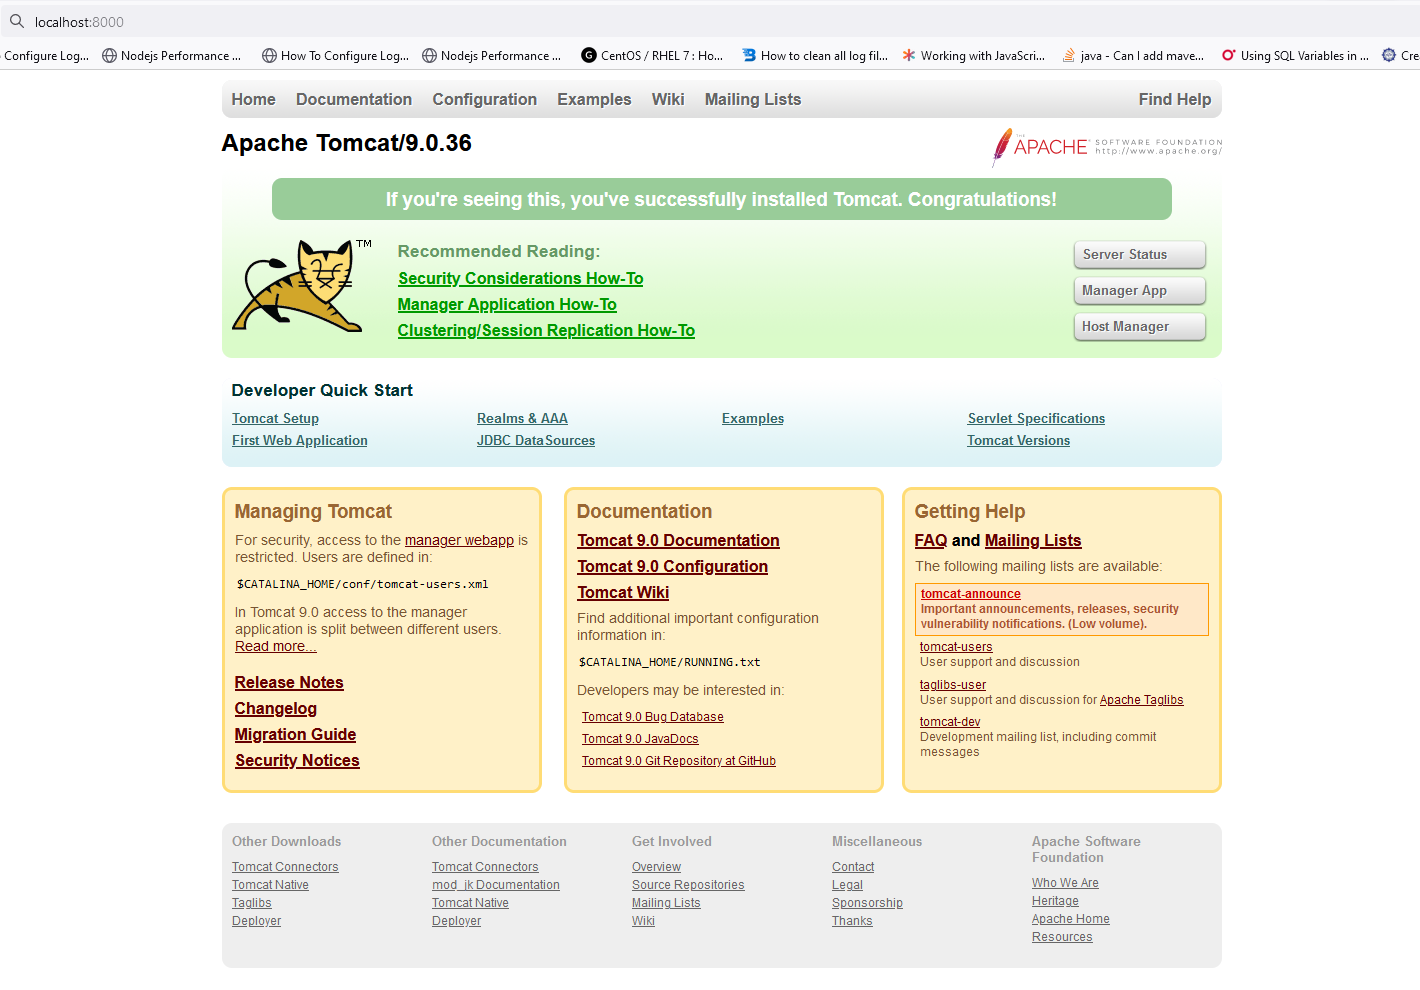 localhost:8000
Configure Log...
Nodejs Performance ...
How To Configure Log...
Nodejs Performance ...
CentOS / RHEL 7 : Ho...
How to clean all log fil...
Working with JavaScri...
java - Can I add mave...
Using SQL Variables in ...
Cre
Home Documentation Configuration Examples Wiki Mailing Lists Find Help
Apache Tomcat/9.0.36
THE
APACHE SOFTWARE FOUNDATION
http://www.apache.org/
If you're seeing this, you've successfully installed Tomcat. Congratulations!
TM
Recommended Reading:
Security Considerations How-To
Manager Application How-To
Clustering/Session Replication How-To
Server Status
Manager App
Host Manager
Developer Quick Start
Tomcat Setup
First Web Application
Realms & AAA
JDBC DataSources
Examples
Servlet Specifications
Tomcat Versions
Managing Tomcat
For security, access to the manager webapp is
restricted. Users are defined in:
$CATALINA_HOME/conf/tomcat-users.xml
In Tomcat 9.0 access to the manager
application is split between different users.
Read more...
Release Notes
Changelog
Migration Guide
Security Notices
Documentation
Tomcat 9.0 Documentation
Tomcat 9.0 Configuration
Tomcat Wiki
Find additional important configuration
information in:
$CATALINA_HOME/RUNNING.txt
Developers may be interested in:
Tomcat 9.0 Bug Database
Tomcat 9.0 JavaDocs
Tomcat 9.0 Git Repository at GitHub
Getting Help
FAQ and Mailing Lists
The following mailing lists are available:
tomcat-announce
Important announcements, releases, security
vulnerability notifications. (Low volume).
tomcat-users
User support and discussion
taglibs-user
User support and discussion for Apache Taglibs
tomcat-dev
Development mailing list, including commit
messages
Other Downloads
Tomcat Connectors
Tomcat Native
Taglibs
Deployer
Other Documentation
Tomcat Connectors
mod_jk Documentation
Tomcat Native
Deployer
Get Involved
Overview
Source Repositories
Mailing Lists
Wiki
Miscellaneous
Contact
Legal
Sponsorship
Thanks
Apache Software
Foundation
Who We Are
Heritage
Apache Home
Resources